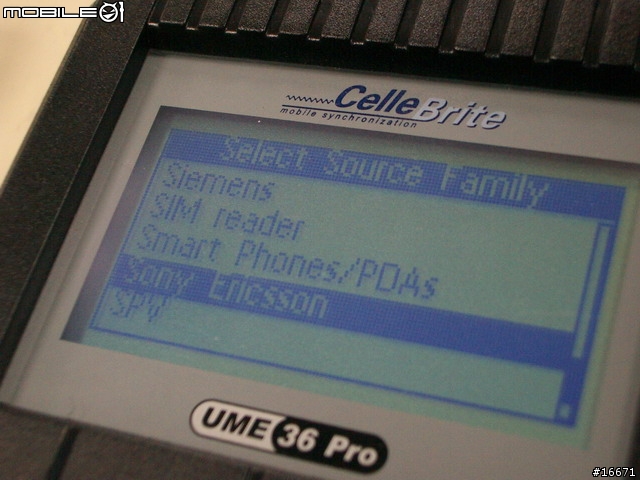 MOBILE01
CelleBrite
mobile synchronization
Select Source Family
Siemens
SIM reader
Smart Phones/PDAs
Sony Ericsson
SPV
UME 36 Pro
#16671